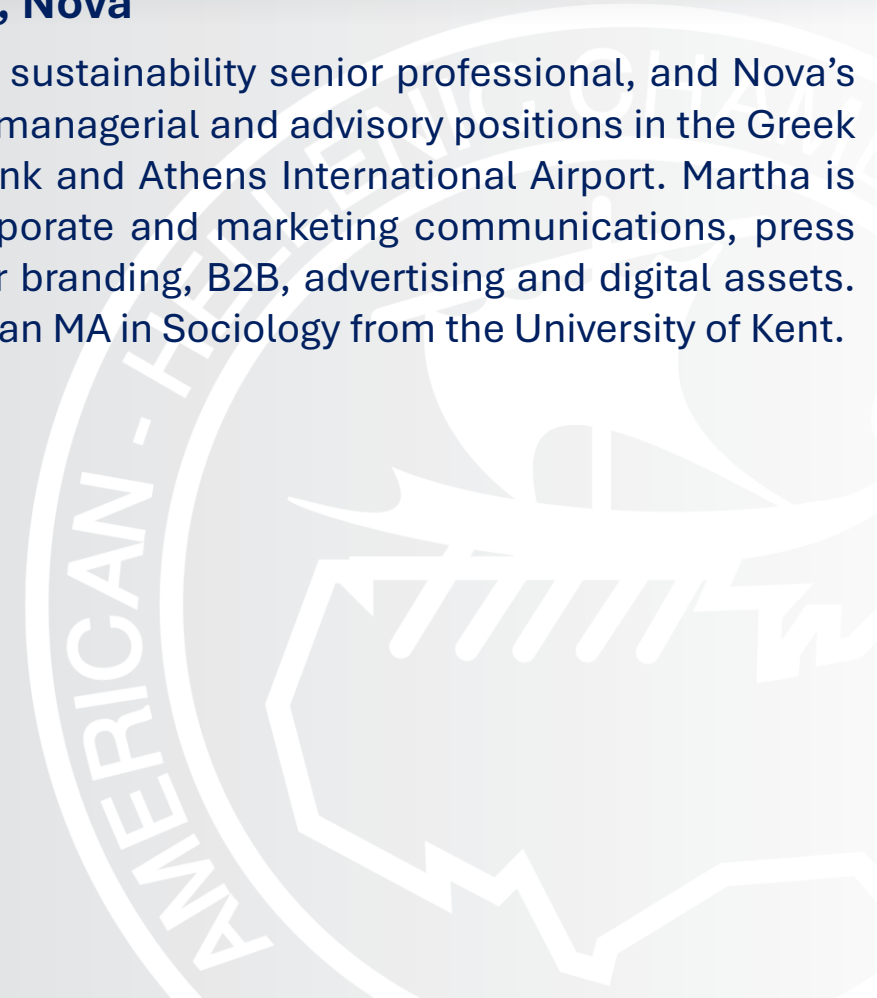 , Nova
sustainability senior professional, and Nova’s
managerial and advisory positions in the Greek
nk and Athens International Airport. Martha is
porate and marketing communications, press
r branding, B2B, advertising and digital assets.
an MA in Sociology from the University of Kent.
AMERICAN - HELLENIC CHAM